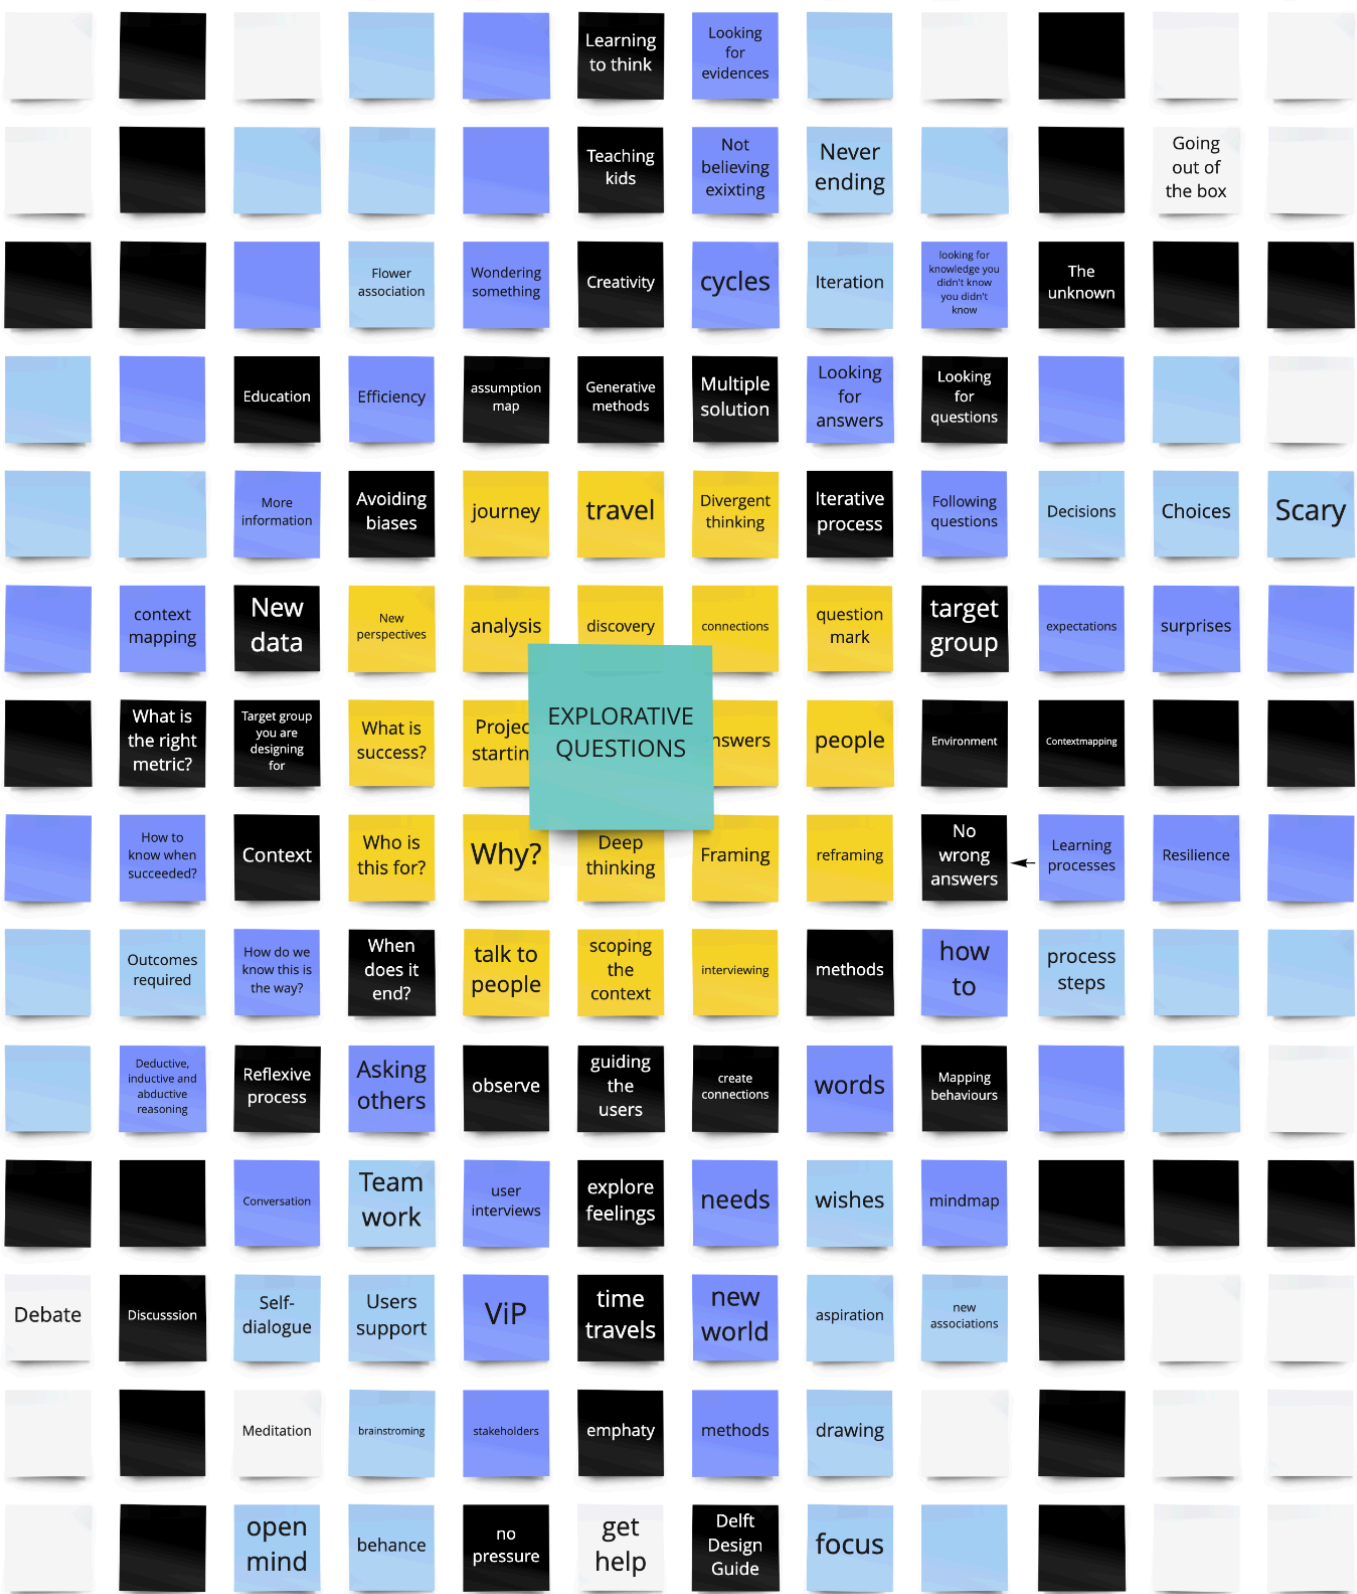 Learning
to think
Looking
for
evidences
Teaching
kids
Not
believing
exixting
Never
ending
Going
out of
the box
Flower
association
Wondering
something
Creativity
cycles
Iteration
looking for
knowledge you
didn't know
you didn't
know
The
unknown
Education
Efficiency
assumption
map
Generative
methods
Multiple
solution
Looking
for
answers
Looking
for
questions
More
information
Avoiding
biases
journey
travel
Divergent
thinking
Iterative
process
Following
questions
Decisions
Choices
Scary
context
mapping
New
data
New
perspectives
analysis
discovery
connections
question
mark
target
group
expectations
surprises
What is
the right
metric?
Target group
you are
designing
for
What is
success?
Projec
startin
EXPLORATIVE
QUESTIONS
nswers
people
Environment
Contextmapping
How to
know when
succeeded?
Context
Who is
this for?
Why?
Deep
thinking
Framing
reframing
No
wrong
answers
Learning
processes
Resilience
Outcomes
required
How do we
know this is
the way?
When
does it
end?
talk to
people
scoping
the
context
interviewing
methods
how
to
process
steps
Deductive,
inductive and
abductive
reasoning
Reflexive
process
Asking
others
observe
guiding
the
users
create
connections
words
Mapping
behaviours
Conversation
Team
work
user
interviews
explore
feelings
needs
wishes
mindmap
Debate
Discusssion
Self-
dialogue
Users
support
ViP
time
travels
new
world
aspiration
new
associations
Meditation
brainstroming
stakeholders
emphaty
methods
drawing
open
mind
behance
no
pressure
get
help
Delft
Design
Guide
focus